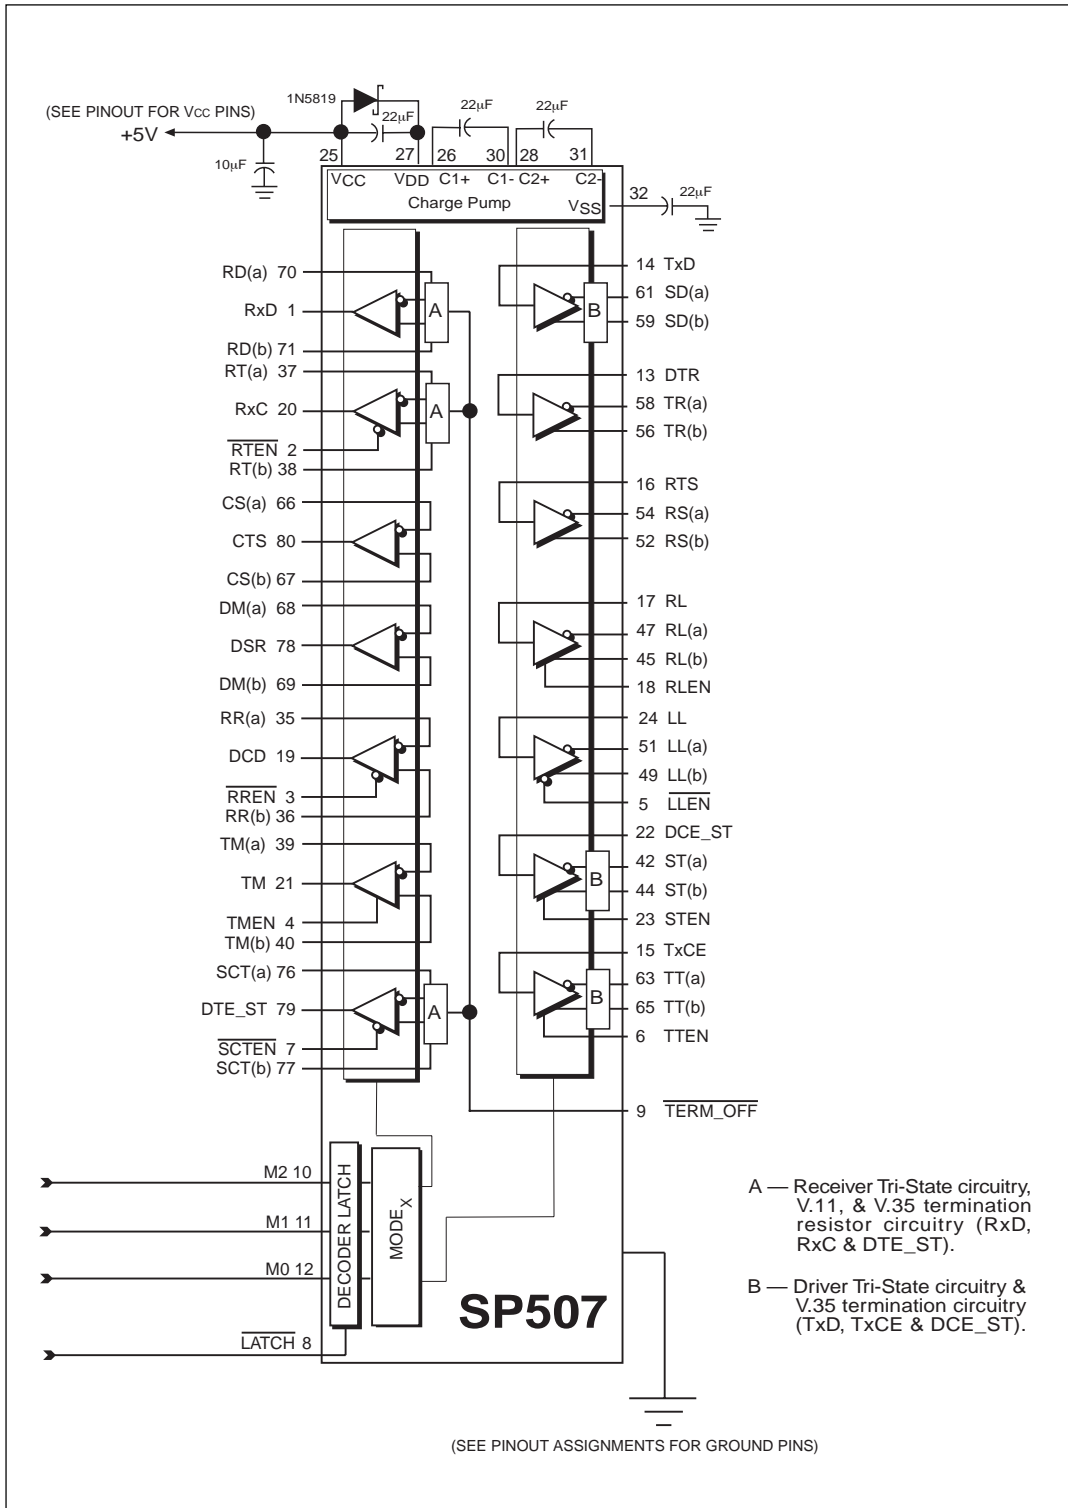 1N5819
22µF
22µF
22µF
(SEE PINOUT FOR VCC PINS)
+5V
10µF
25
27
26
30
28
31
VCC
VDD
C1+
C1-
C2+
C2-
Charge Pump
VSS
32
22µF
RD(a) 70
RxD 1
RD(b) 71
RT(a) 37
RxC 20
RTEN 2
RT(b) 38
CS(a) 66
CTS 80
CS(b) 67
DM(a) 68
DSR 78
DM(b) 69
RR(a) 35
DCD 19
RREN 3
RR(b) 36
TM(a) 39
TM 21
TMEN 4
TM(b) 40
SCT(a) 76
DTE_ST 79
SCTEN 7
SCT(b) 77
A
A
A
B
B
B
14 TxD
61 SD(a)
59 SD(b)
13 DTR
58 TR(a)
56 TR(b)
16 RTS
54 RS(a)
52 RS(b)
17 RL
47 RL(a)
45 RL(b)
18 RLEN
24 LL
51 LL(a)
49 LL(b)
5 LLEN
22 DCE_ST
42 ST(a)
44 ST(b)
23 STEN
15 TxCE
63 TT(a)
65 TT(b)
6 TTEN
9 TERM_OFF
M2 10
M1 11
M0 12
LATCH 8
DECODER LATCH
MODEX
SP507
A — Receiver Tri-State circuitry,
V.11, & V.35 termination
resistor circuitry (RxD,
RxC & DTE_ST).
B — Driver Tri-State circuitry &
V.35 termination circuitry
(TxD, TxCE & DCE_ST).
(SEE PINOUT ASSIGNMENTS FOR GROUND PINS)